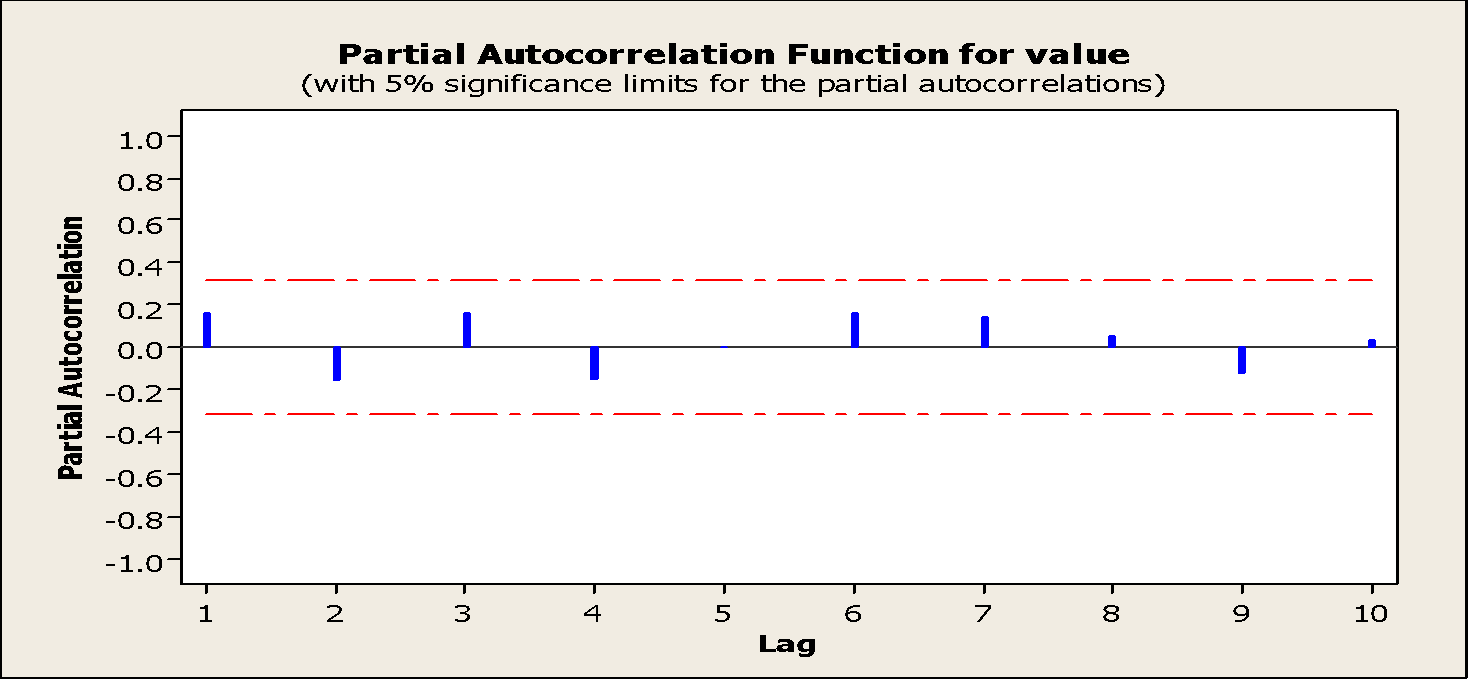 Partial Autocorrelation Function for value
(with 5% significance limits for the partial autocorrelations)
1.0
0.8
0.6
0.4
0.2
0.0
-0.2
-0.4
-0.6
-0.8
-1.0
Partial Autocorrelation
1 2 3 4 5 6 7 8 9 10
Lag